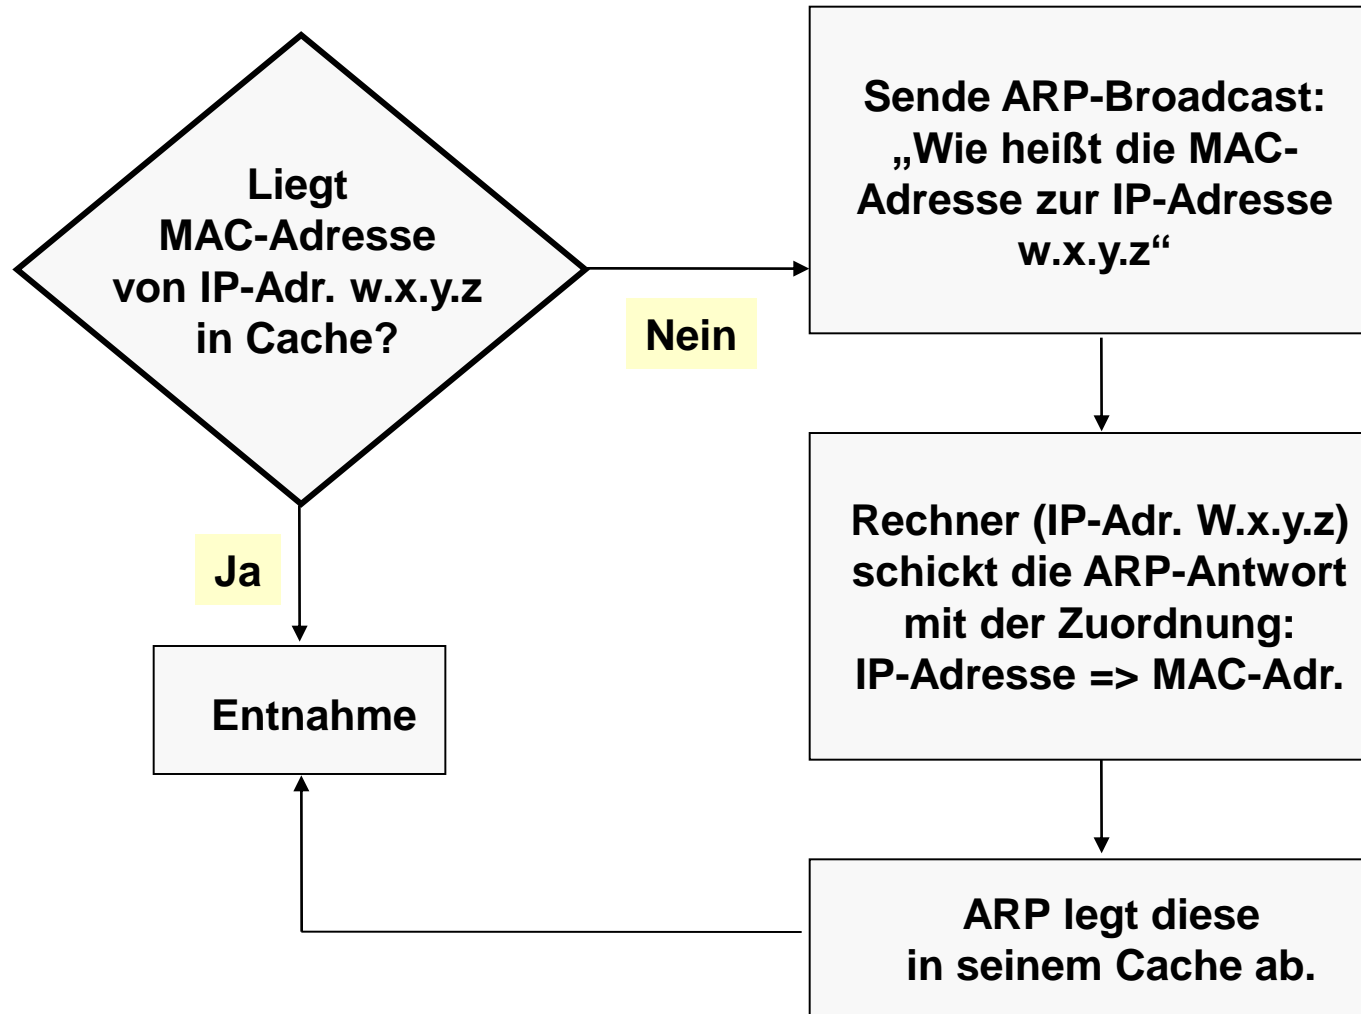 Liegt
MAC-Adresse
von IP-Adr. w.x.y.z
in Cache?
Nein
Ja
Entnahme
Sende ARP-Broadcast:
„Wie heißt die MAC-
Adresse zur IP-Adresse
w.x.y.z“
Rechner (IP-Adr. W.x.y.z)
schickt die ARP-Antwort
mit der Zuordnung:
IP-Adresse => MAC-Adr.
ARP legt diese
in seinem Cache ab.